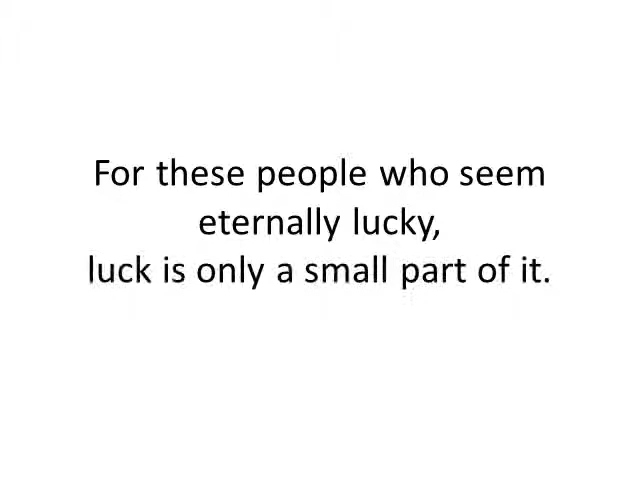 For these people who seem
eternally lucky,
luck is only a small part of it.